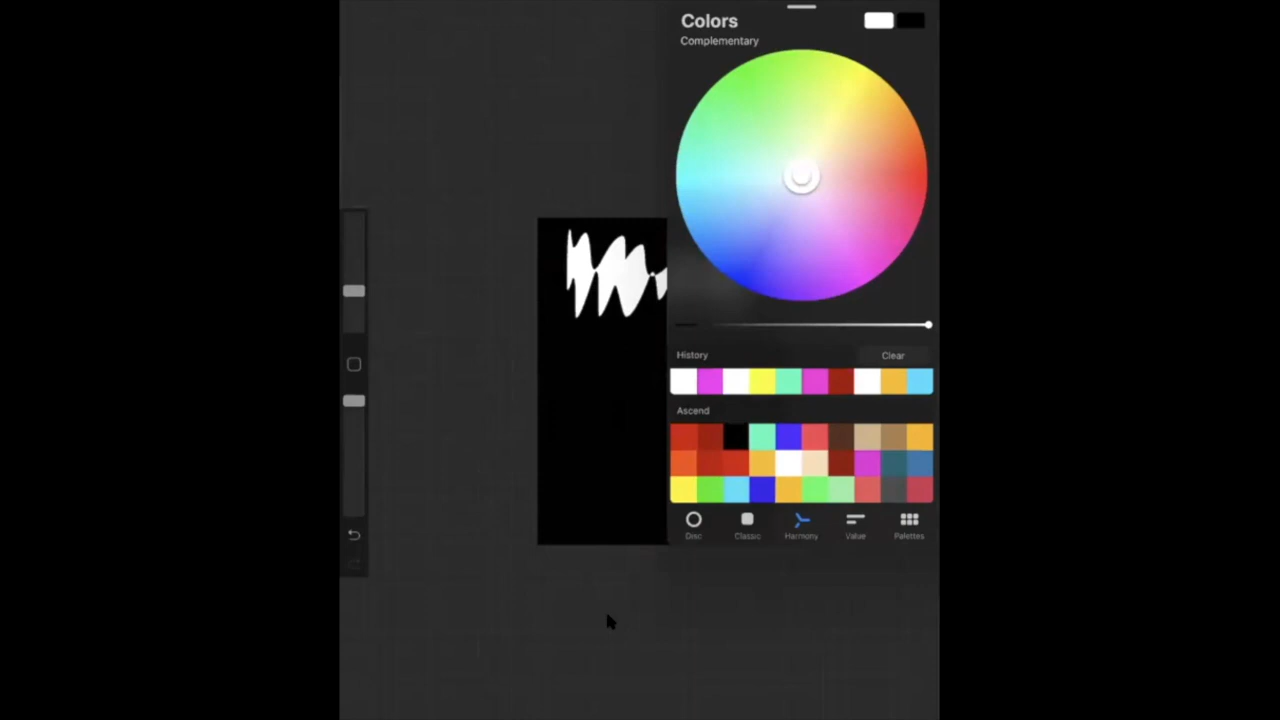 Colors
Complementary
History Clear
Ascend
Disc Classic Harmony Value Palettes